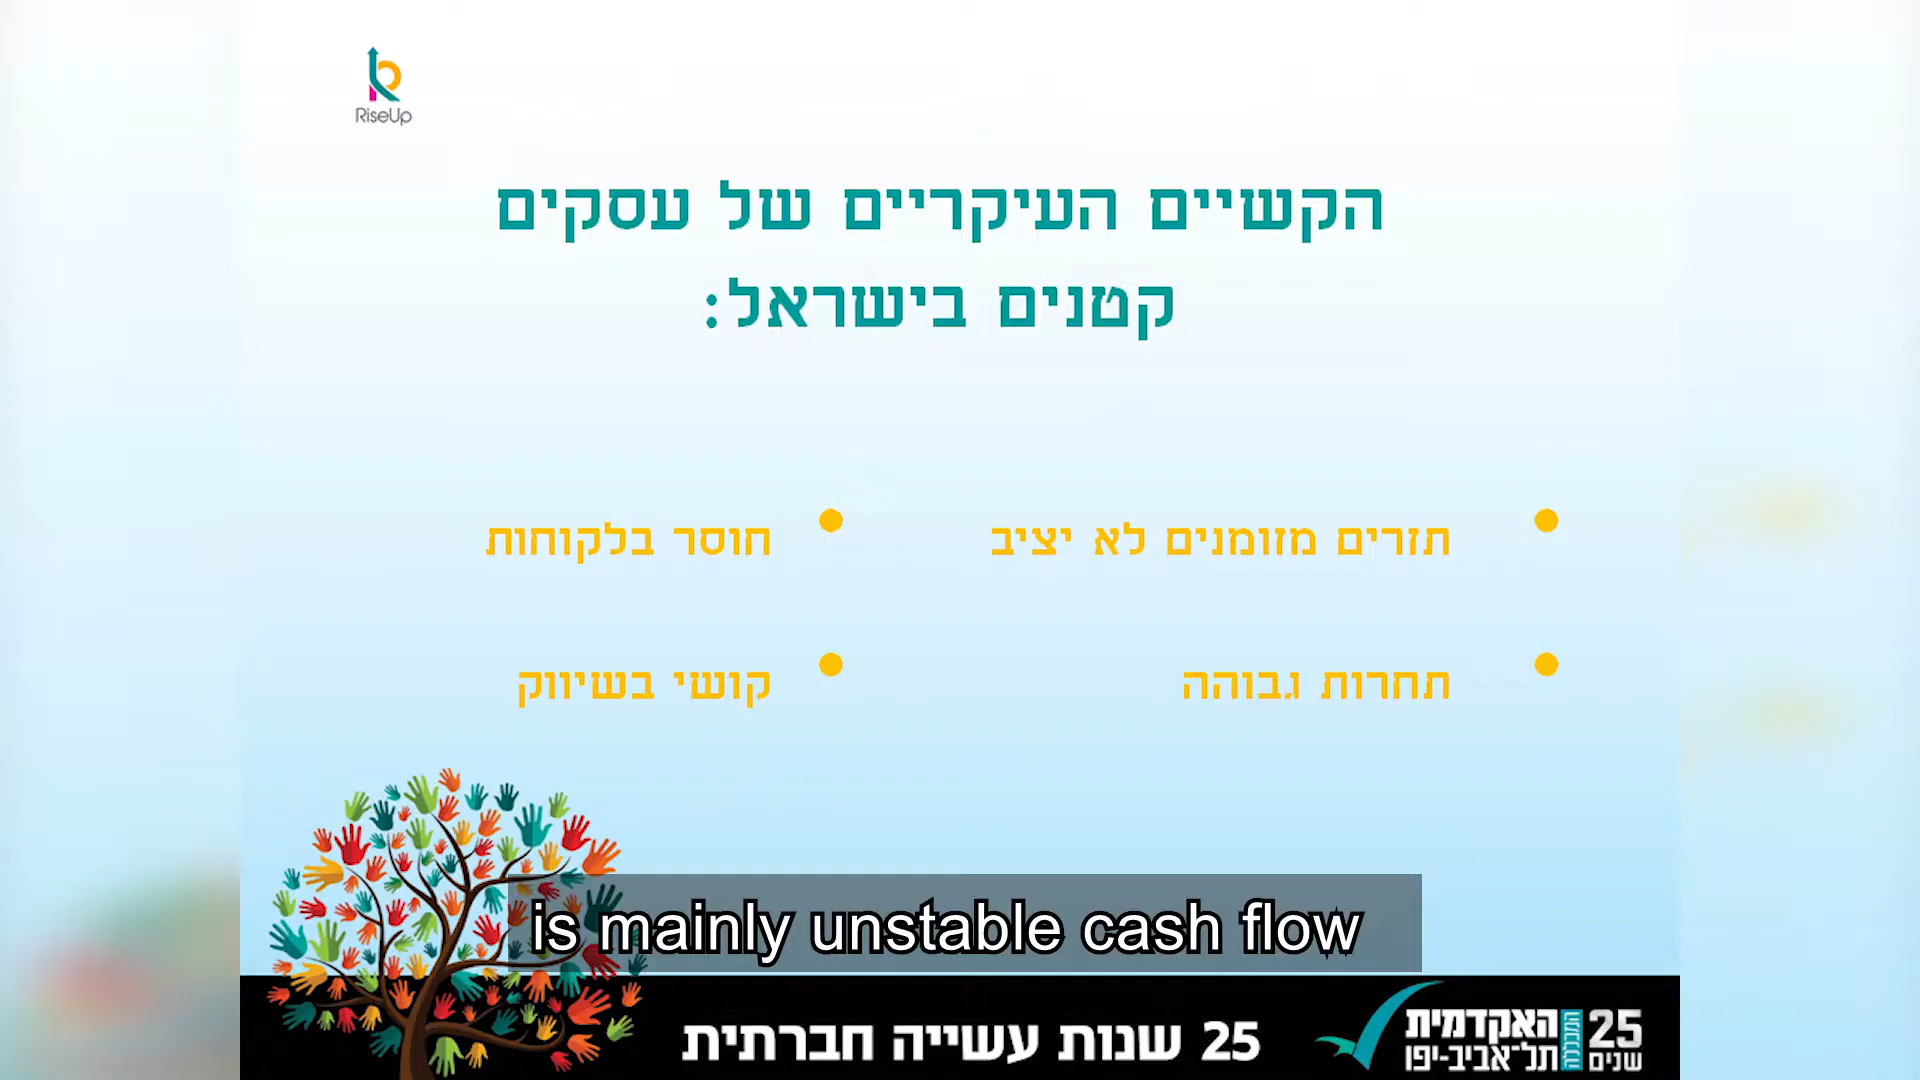 RiseUp
הקשיים העיקריים של עסקים
קטנים בישראל:
• תזרים מזומנים לא יציב
• חוסר בלקוחות
• תחרות גבוהה
• קושי בשיווק
is mainly unstable cash flow
25 שנות עשייה חברתית
25 שנים
המכללה
האקדמית
תל־אביב-יפו